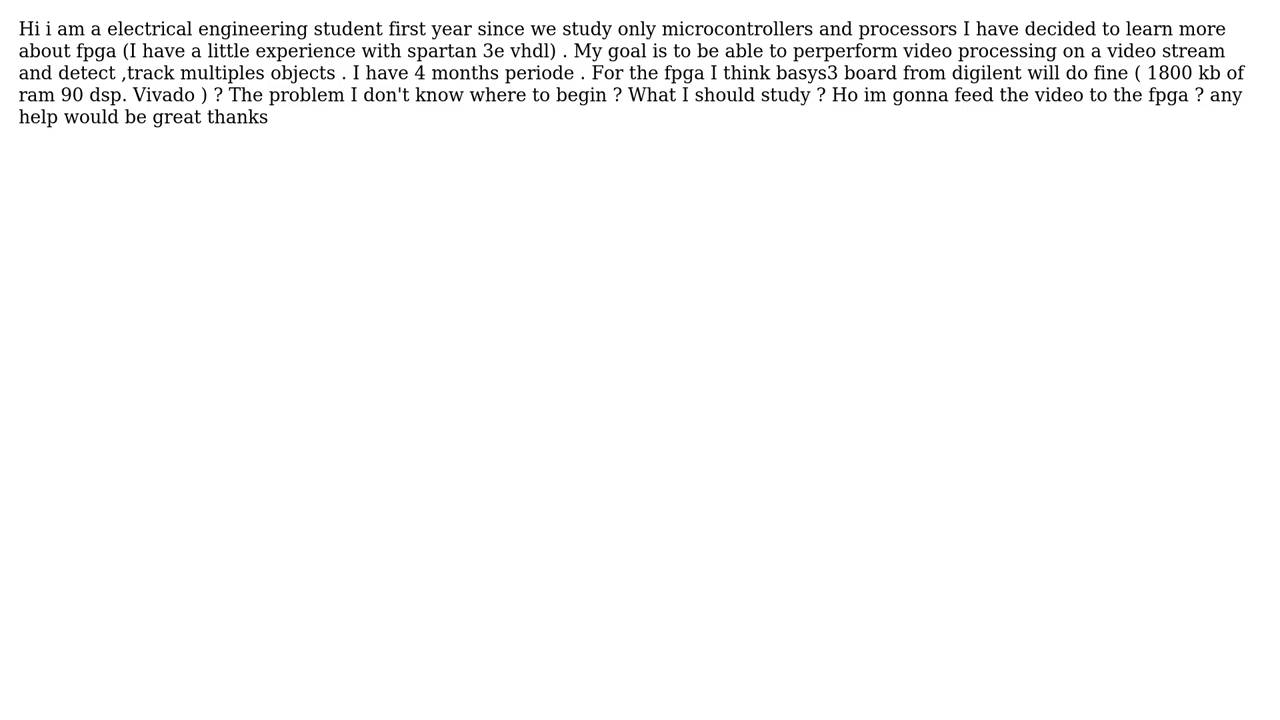 Hi i am a electrical engineering student first year since we study only microcontrollers and processors I have decided to learn more
about fpga (I have a little experience with spartan 3e vhdl) . My goal is to be able to perperform video processing on a video stream
and detect ,track multiples objects . I have 4 months periode . For the fpga I think basys3 board from digilent will do fine ( 1800 kb of
ram 90 dsp. Vivado ) ? The problem I don't know where to begin ? What I should study ? Ho im gonna feed the video to the fpga ? any
help would be great thanks